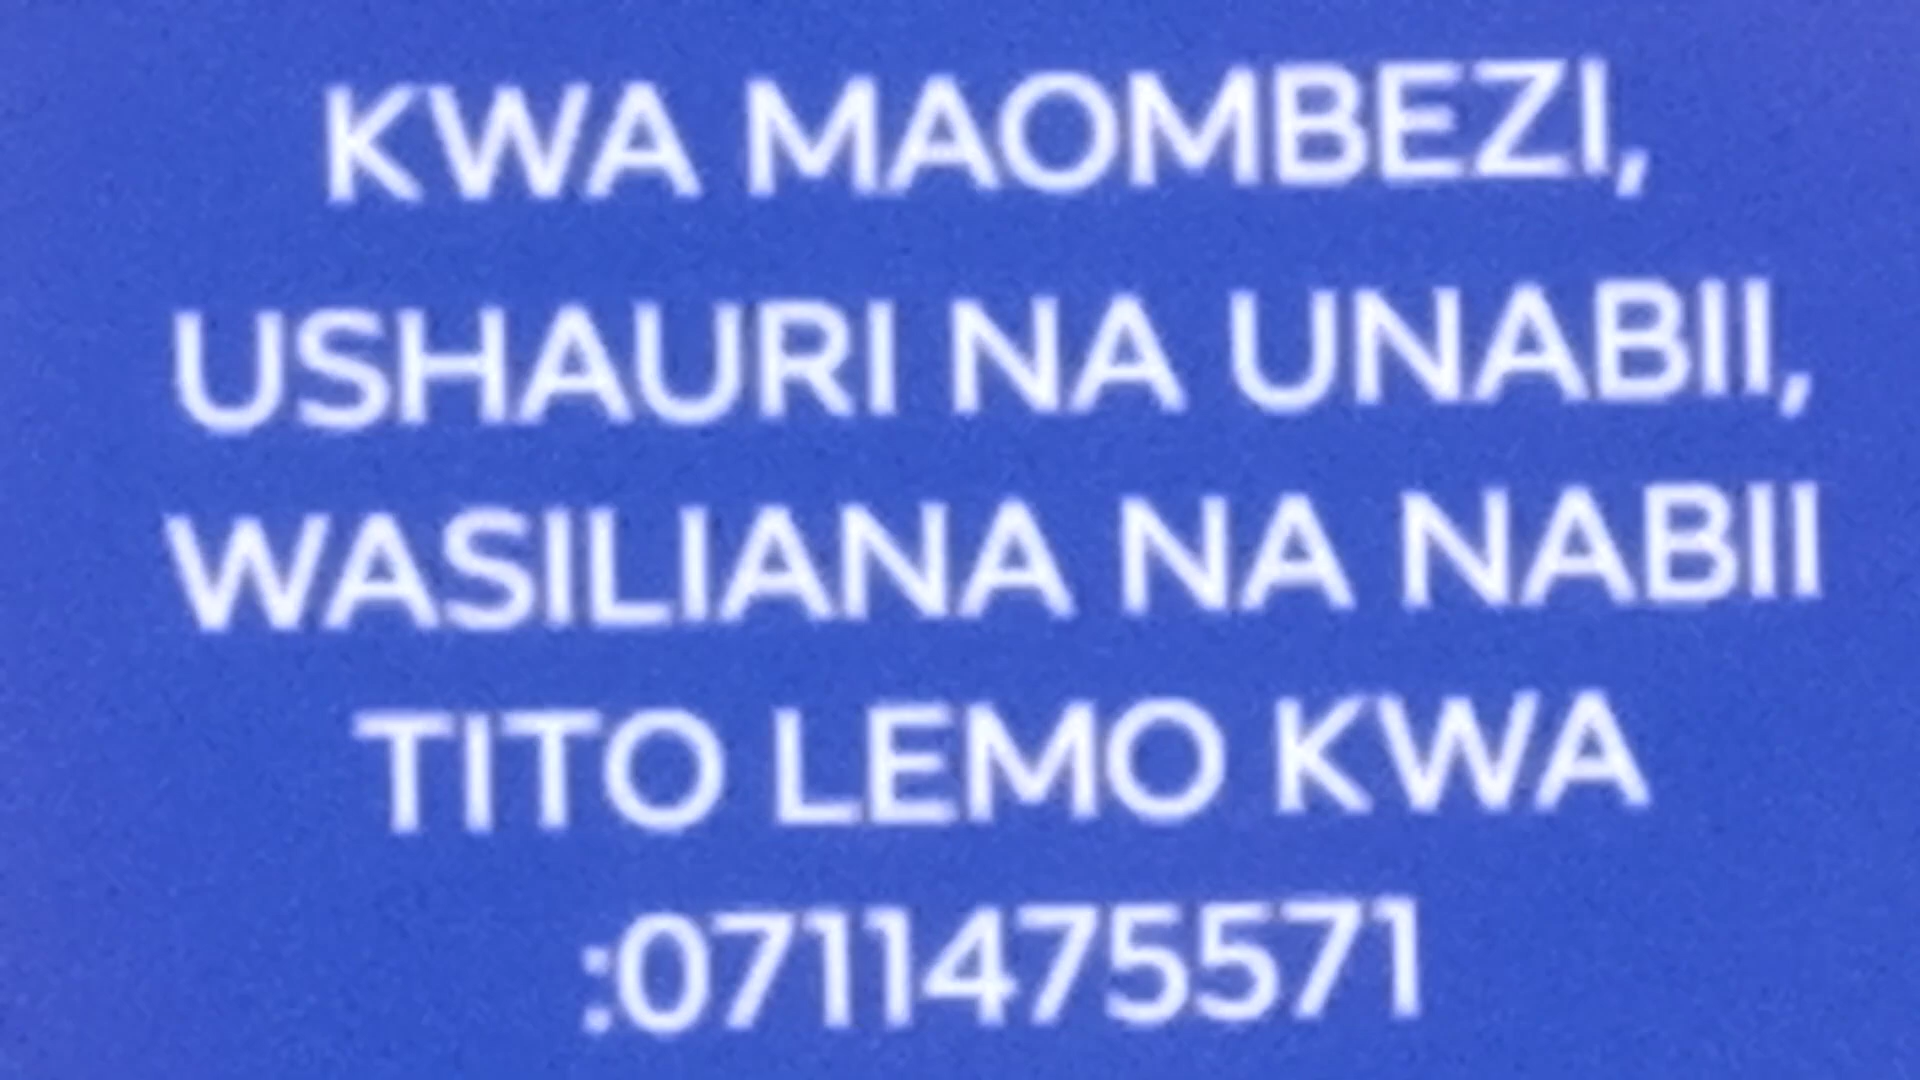 KWA MAOMBEZI,
USHAURI NA UNABII,
WASILIANA NA NABII
TITO LEMO KWA
:0711475571